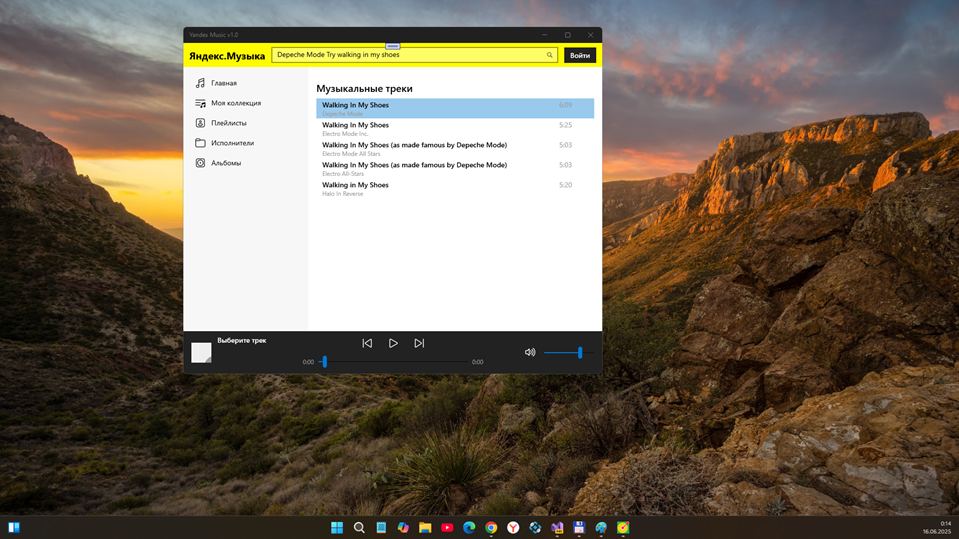 Yandex Music v1.0
Яндекс.Музыка
Depeche Mode Try walking in my shoes
Войти
Главная
Моя коллекция
Плейлисты
Исполнители
Альбомы
Музыкальные треки
Walking In My Shoes 6:09
Depeche Mode
Walking In My Shoes 5:25
Electro Mode Inc.
Walking In My Shoes (as made famous by Depeche Mode) 5:03
Electro Mode All Stars
Walking In My Shoes (as made famous by Depeche Mode) 5:03
Electro All-Stars
Walking in My Shoes 5:20
Halo In Reverse
Выберите трек
0:00 0:00
0:14
16.06.2025